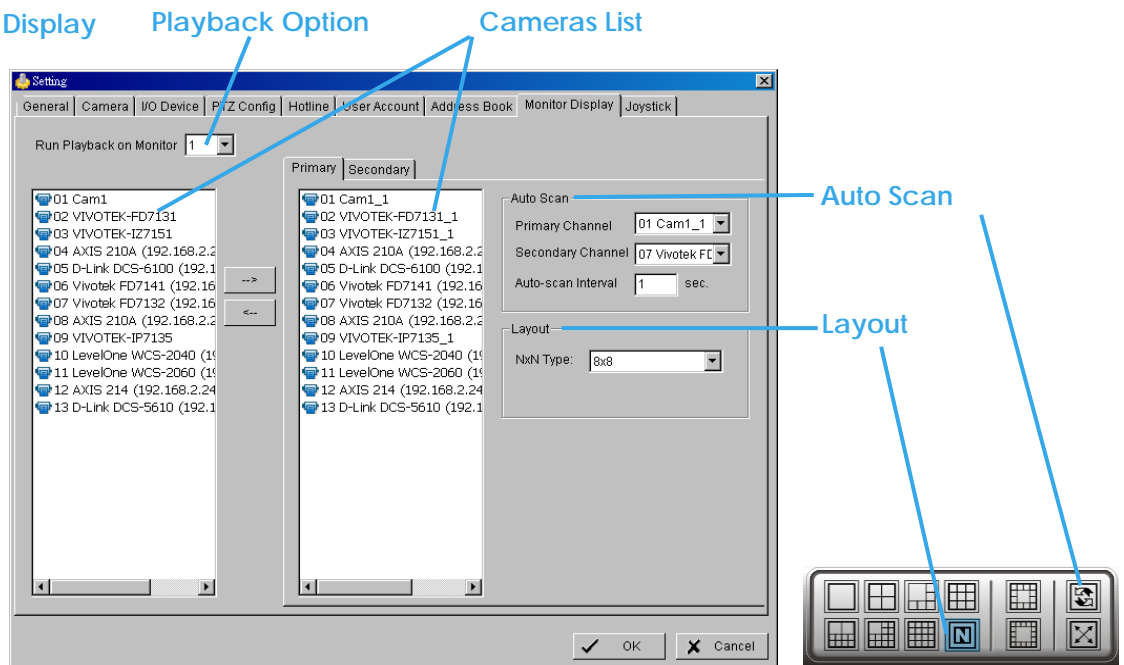 Display
Playback Option
Cameras List
Setting
General
Camera
I/O Device
PTZ Config
Hotline
User Account
Address Book
Monitor Display
Joystick
Run Playback on Monitor 1
Primary
Secondary
01 Cam1
02 VIVOTEK-FD7131
03 VIVOTEK-IZ7151
04 AXIS 210A (192.168.2.2
05 D-Link DCS-6100 (192.1
06 Vivotek FD7141 (192.16
07 Vivotek FD7132 (192.16
08 AXIS 210A (192.168.2.2
09 VIVOTEK-IP7135
10 LevelOne WCS-2040 (19
11 LevelOne WCS-2060 (19
12 AXIS 214 (192.168.2.24
13 D-Link DCS-5610 (192.1
-->
<--
01 Cam1_1
02 VIVOTEK-FD7131_1
03 VIVOTEK-IZ7151_1
04 AXIS 210A (192.168.2.2
05 D-Link DCS-6100 (192.1
06 Vivotek FD7141 (192.16
07 Vivotek FD7132 (192.16
08 AXIS 210A (192.168.2.2
09 VIVOTEK-IP7135_1
10 LevelOne WCS-2040 (19
11 LevelOne WCS-2060 (19
12 AXIS 214 (192.168.2.24
13 D-Link DCS-5610 (192.1
Auto Scan
Primary Channel 01 Cam1_1
Secondary Channel 07 Vivotek FD
Auto-scan Interval 1 sec.
Layout
NxN Type: 8x8
OK
Cancel
Auto Scan
Layout
N